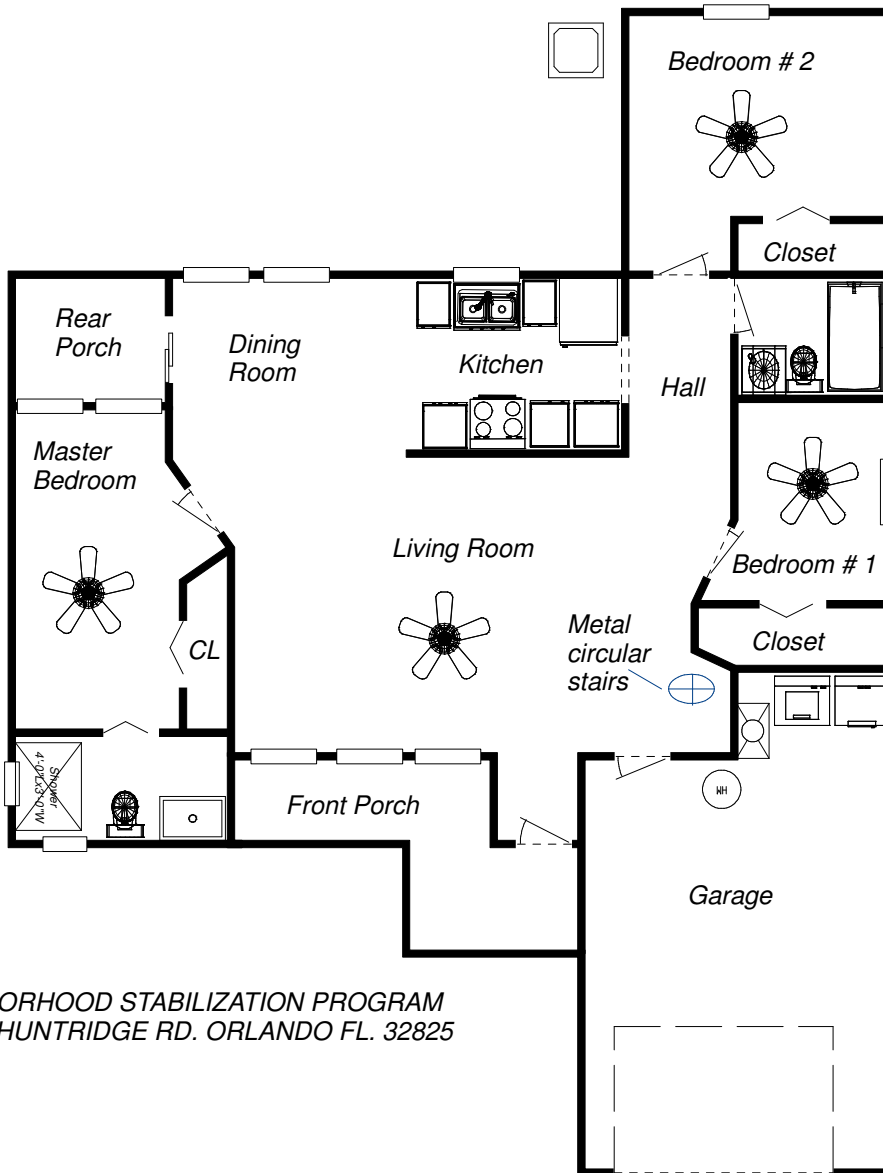 Bedroom # 2
Closet
Rear
Porch
Dining
Room
Kitchen
Hall
Master
Bedroom
Living Room
Bedroom # 1
CL
Metal
circular
stairs
Closet
Shower
4'-0"Lx3'-0"W
Front Porch
WH
Garage
ORHOOD STABILIZATION PROGRAM
HUNTRIDGE RD. ORLANDO FL. 32825